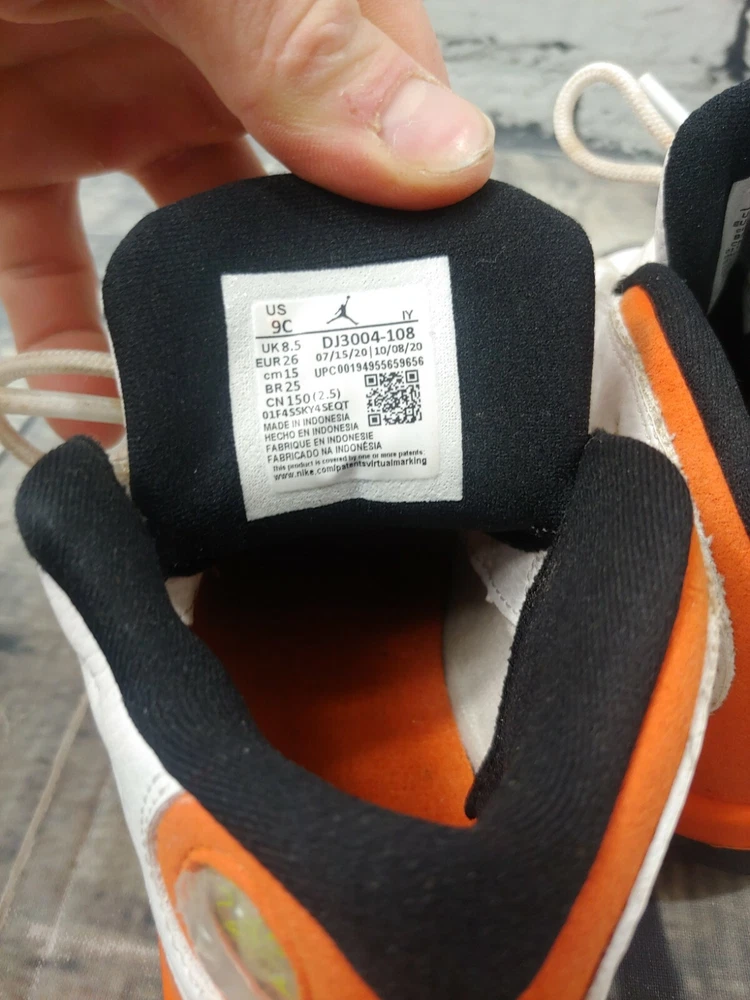 US
9C
IY
UK 8.5
EUR 26
cm 15
BR 25
CN 150 (2.5)
DJ3004-108
07/15/20 | 10/08/20
UPC00194955659656
01F4SSKY4SEQT
MADE IN INDONESIA
HECHO EN INDONESIA
FABRIQUE EN INDONESIE
FABRICADO NA INDONÉSIA
this product is covered by one or more patents
www.nike.com/patentsvirtualmarking